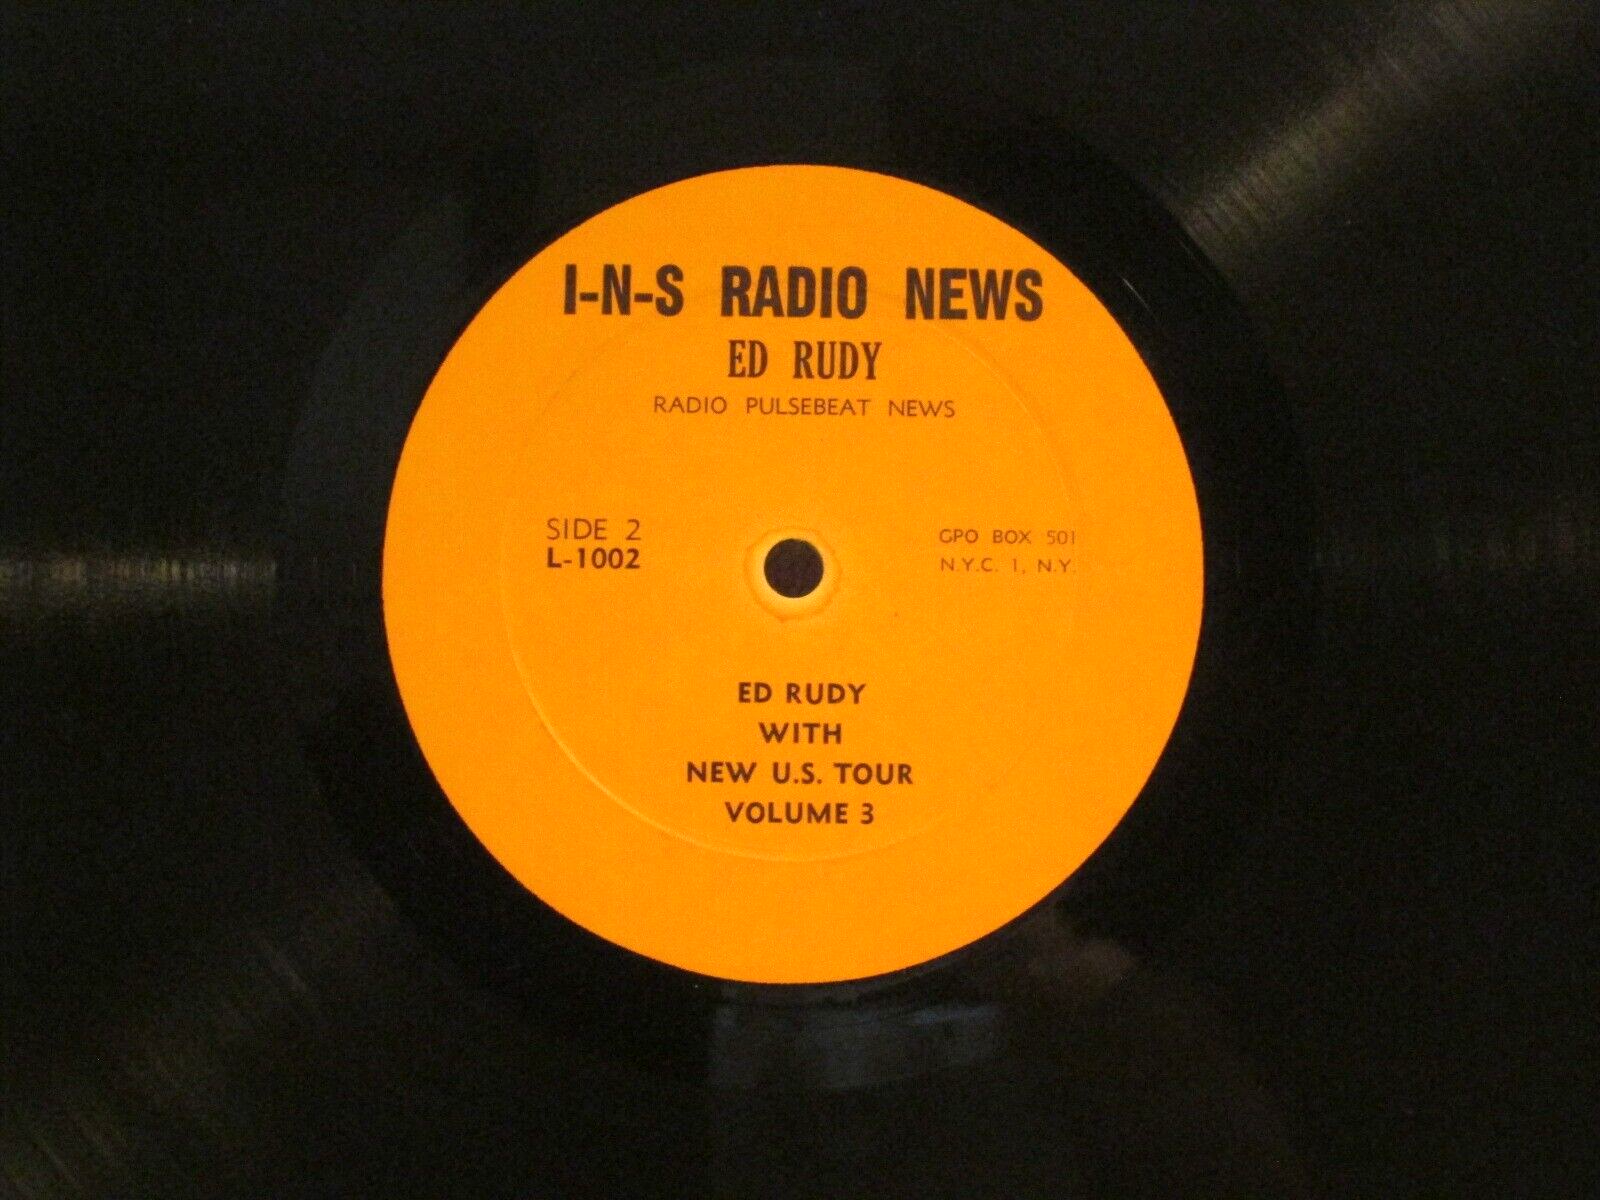 I-N-S RADIO NEWS
ED RUDY
RADIO PULSEBEAT NEWS
SIDE 2
L-1002
GPO BOX 501
N.Y.C. 1, N.Y.
ED RUDY
WITH
NEW U.S. TOUR
VOLUME 3